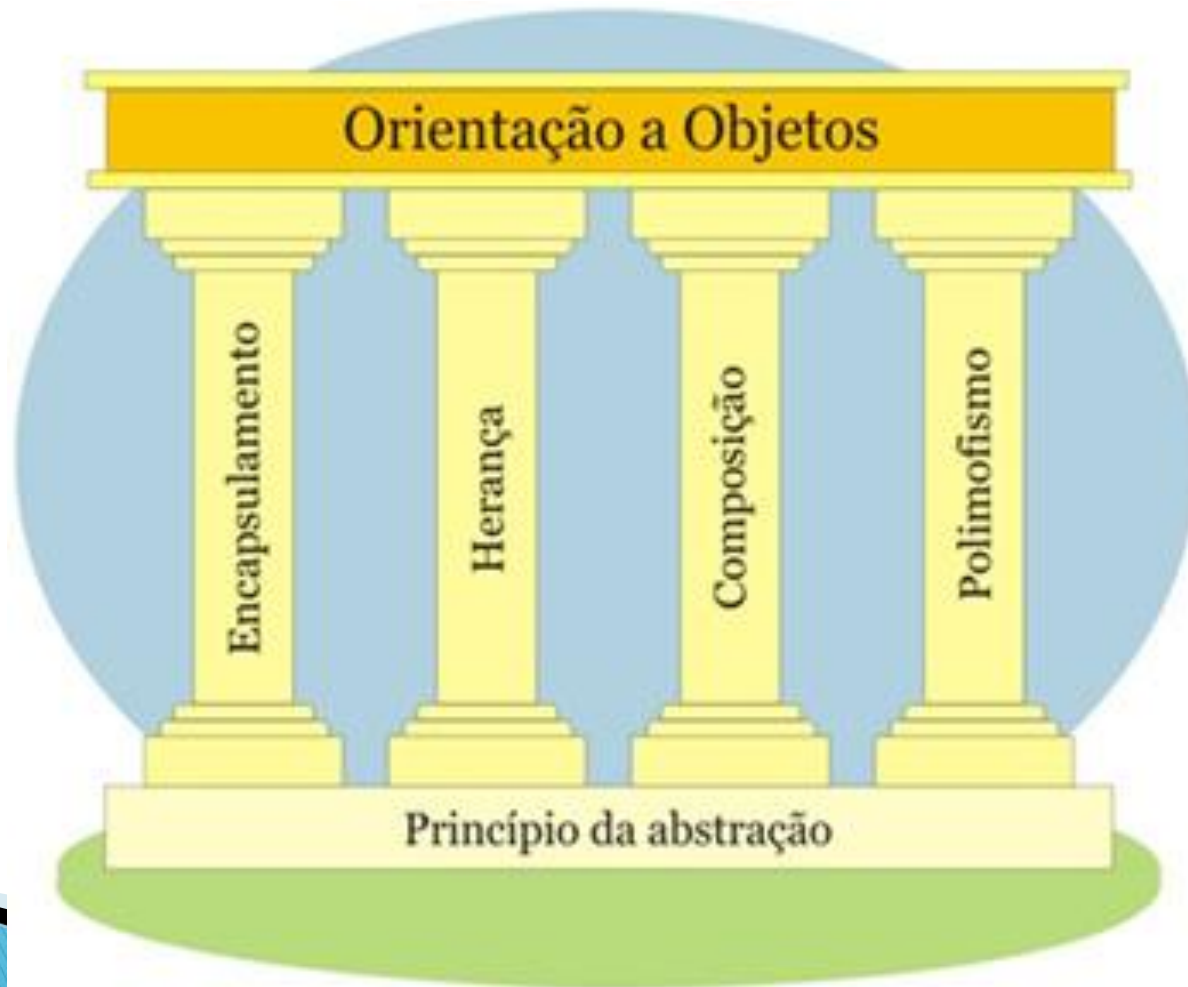 Orientação a Objetos
Encapsulamento
Herança
Composição
Polimofismo
Princípio da abstração